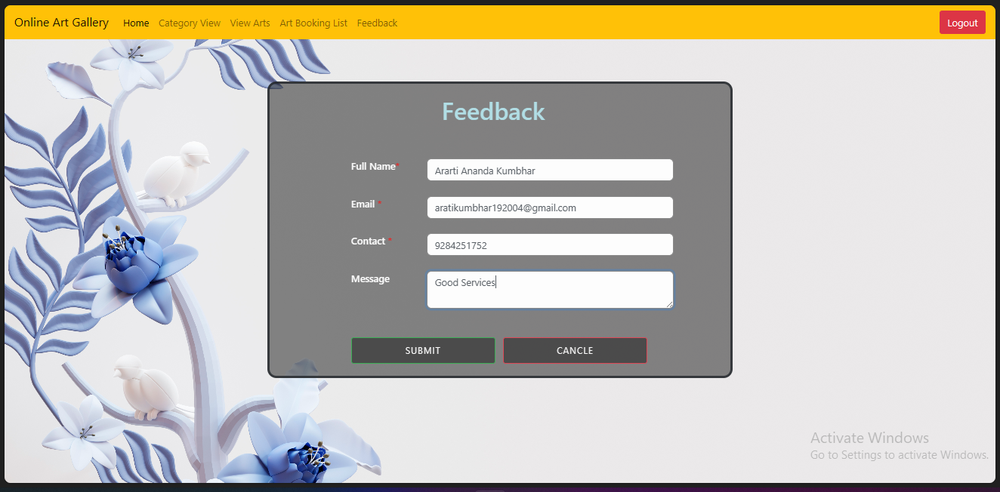 Online Art Gallery Home Category View View Arts Art Booking List Feedback Logout
Feedback
Full Name* Ararti Ananda Kumbhar
Email * aratikumbhar192004@gmail.com
Contact * 9284251752
Message Good Services
SUBMIT CANCLE
Activate Windows
Go to Settings to activate Windows.